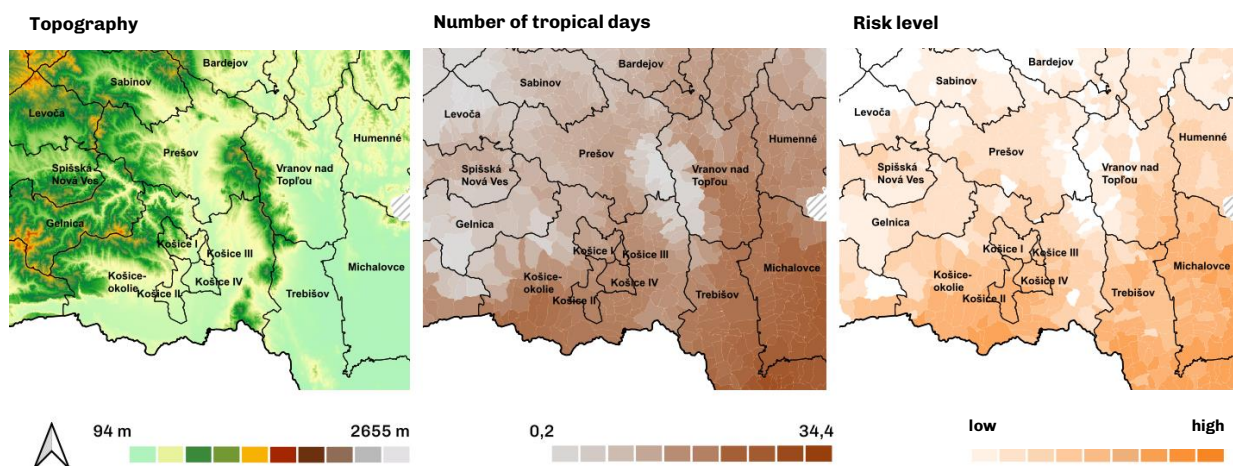 Topography
Number of tropical days
Risk level
Bardejov
Sabinov
Levoča
Humenné
Prešov
Spišská
Nová Ves
Vranov nad
Topľou
Gelnica
Košice I
Košice III
Košice-
okolie
Košice II
Košice IV
Michalovce
Trebišov
Bardejov
Sabinov
Levoča
Humenné
Prešov
Spišská
Nová Ves
Vranov nad
Topľou
Gelnica
Košice I
Košice III
Košice-
okolie
Košice II
Košice IV
Michalovce
Trebišov
Bardejov
Sabinov
Levoča
Humenné
Prešov
Spišská
Nová Ves
Vranov nad
Topľou
Gelnica
Košice I
Košice III
Košice-
okolie
Košice II
Košice IV
Michalovce
Trebišov
94 m
2655 m
0,2
34,4
low
high